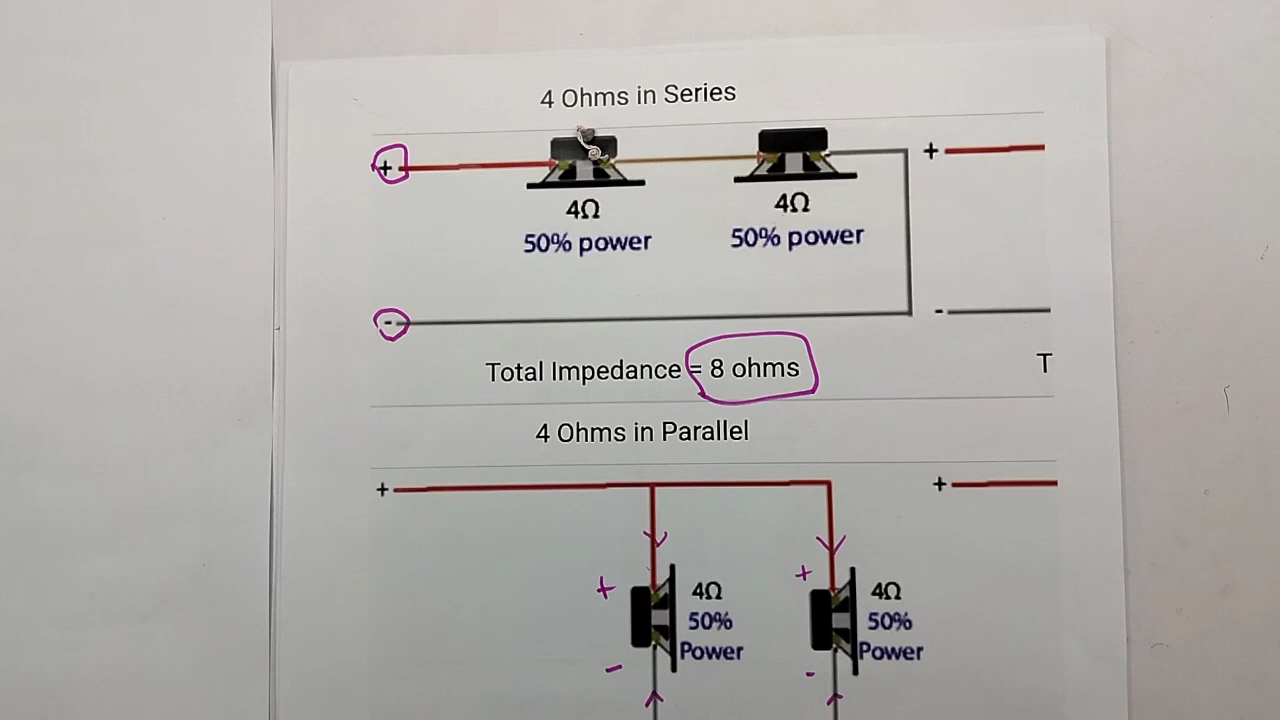 4 Ohms in Series
+ +
4Ω 4Ω
50% power 50% power
- -
Total Impedance = 8 ohms T
4 Ohms in Parallel
+ +
+ 4Ω + 4Ω
50% 50%
- Power - Power